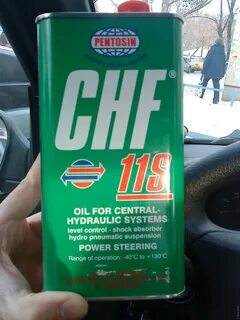 PENTOSIN
CHF®
11S
OIL FOR CENTRAL-
HYDRAULIC SYSTEMS
level control - shock absorber
hydro pneumatic suspension
POWER STEERING
Range of operation: -40°C to +130°C